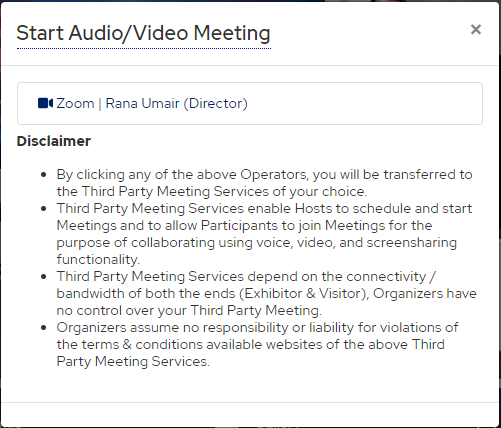 Start Audio/Video Meeting
×
Zoom | Rana Umair (Director)
Disclaimer
• By clicking any of the above Operators, you will be transferred to
the Third Party Meeting Services of your choice.
• Third Party Meeting Services enable Hosts to schedule and start
Meetings and to allow Participants to join Meetings for the
purpose of collaborating using voice, video, and screensharing
functionality.
• Third Party Meeting Services depend on the connectivity /
bandwidth of both the ends (Exhibitor & Visitor), Organizers have
no control over your Third Party Meeting.
• Organizers assume no responsibility or liability for violations of
the terms & conditions available websites of the above Third
Party Meeting Services.